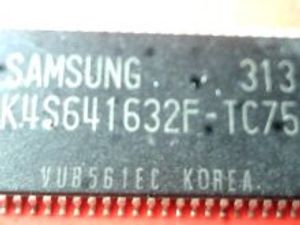 SAMSUNG 313
K4S641632F-TC75
VUB561EC KOREA